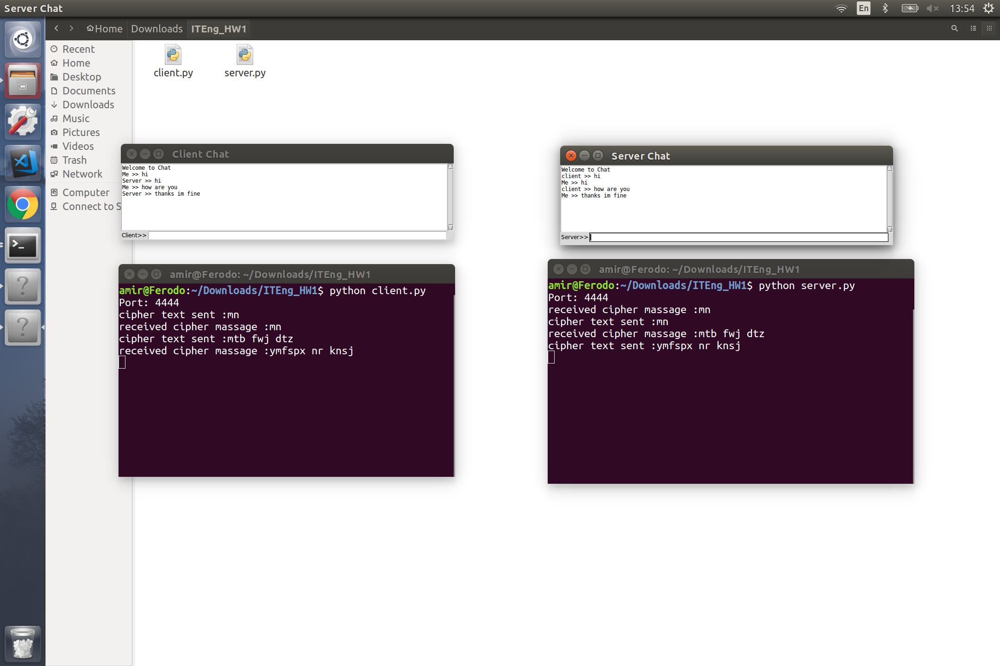 Server Chat
En
13:54
Home
Downloads
ITEng_HW1
Recent
Home
Desktop
Documents
Downloads
Music
Pictures
Videos
Trash
Network
Computer
Connect to S
client.py
server.py
Client Chat
Welcome to Chat
Me >> hi
Server >> hi
Me >> how are you
Server >> thanks im fine
Client>>
Server Chat
Welcome to Chat
client >> hi
Me >> hi
client >> how are you
Me >> thanks im fine
Server>>
amir@Ferodo: ~/Downloads/ITEng_HW1
amir@Ferodo:~/Downloads/ITEng_HW1$ python client.py
Port: 4444
cipher text sent :mn
received cipher massage :mn
cipher text sent :mtb fwj dtz
received cipher massage :ymfspx nr knsj
amir@Ferodo: ~/Downloads/ITEng_HW1
amir@Ferodo:~/Downloads/ITEng_HW1$ python server.py
Port: 4444
received cipher massage :mn
cipher text sent :mn
received cipher massage :mtb fwj dtz
cipher text sent :ymfspx nr knsj